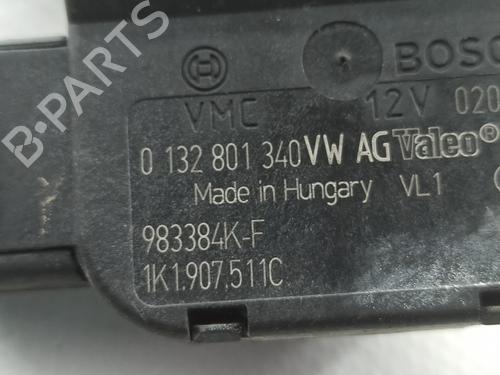 BOSC
VMC 12V 020
0 132 801 340 VW AG Valeo®
Made in Hungary VL1
983384K-F
1K1.907.511C
B-PARTS